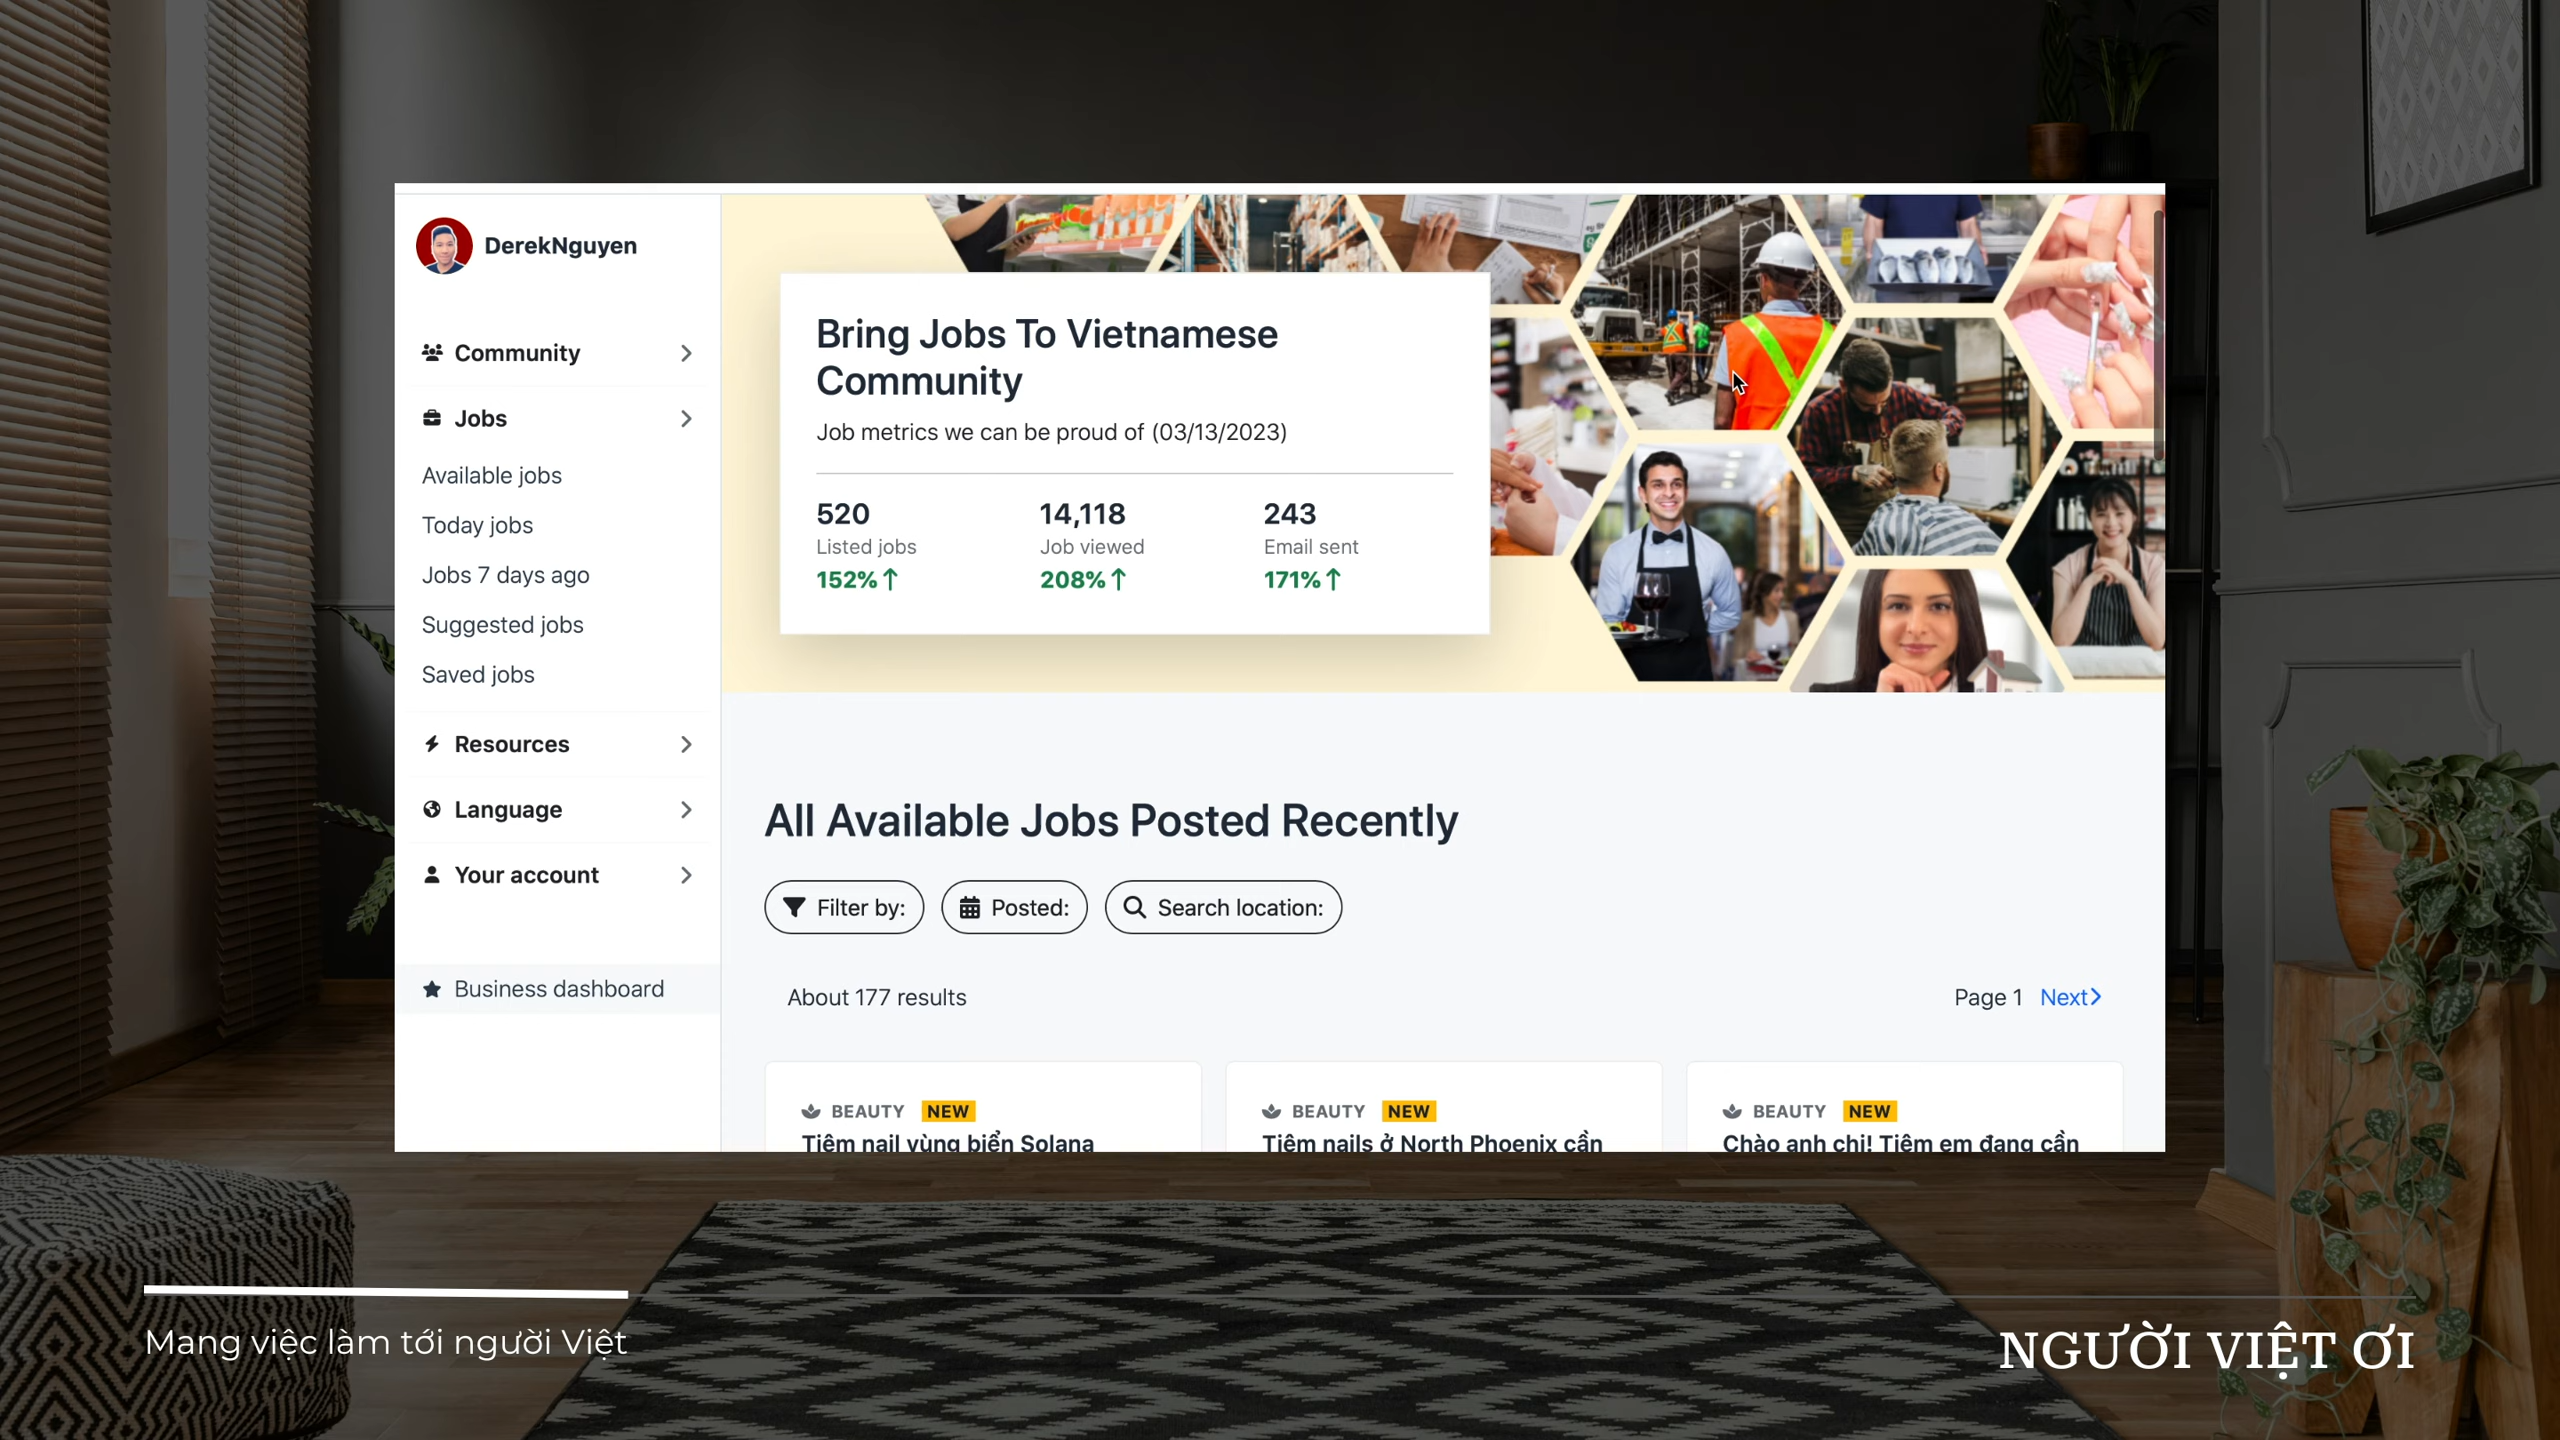 DerekNguyen
Community
Jobs
Available jobs
Today jobs
Jobs 7 days ago
Suggested jobs
Saved jobs
Resources
Language
Your account
Business dashboard
Bring Jobs To Vietnamese
Community
Job metrics we can be proud of (03/13/2023)
520
Listed jobs
152%
14,118
Job viewed
208%
243
Email sent
171%
All Available Jobs Posted Recently
Filter by:
Posted:
Search location:
About 177 results
Page 1 Next
BEAUTY NEW
Tiệm nail vùng biển Solana
BEAUTY NEW
Tiệm nails ở North Phoenix cần
BEAUTY NEW
Chào anh chị! Tiệm em đang cần
Mang việc làm tới người Việt
NGƯỜI VIỆT ƠI